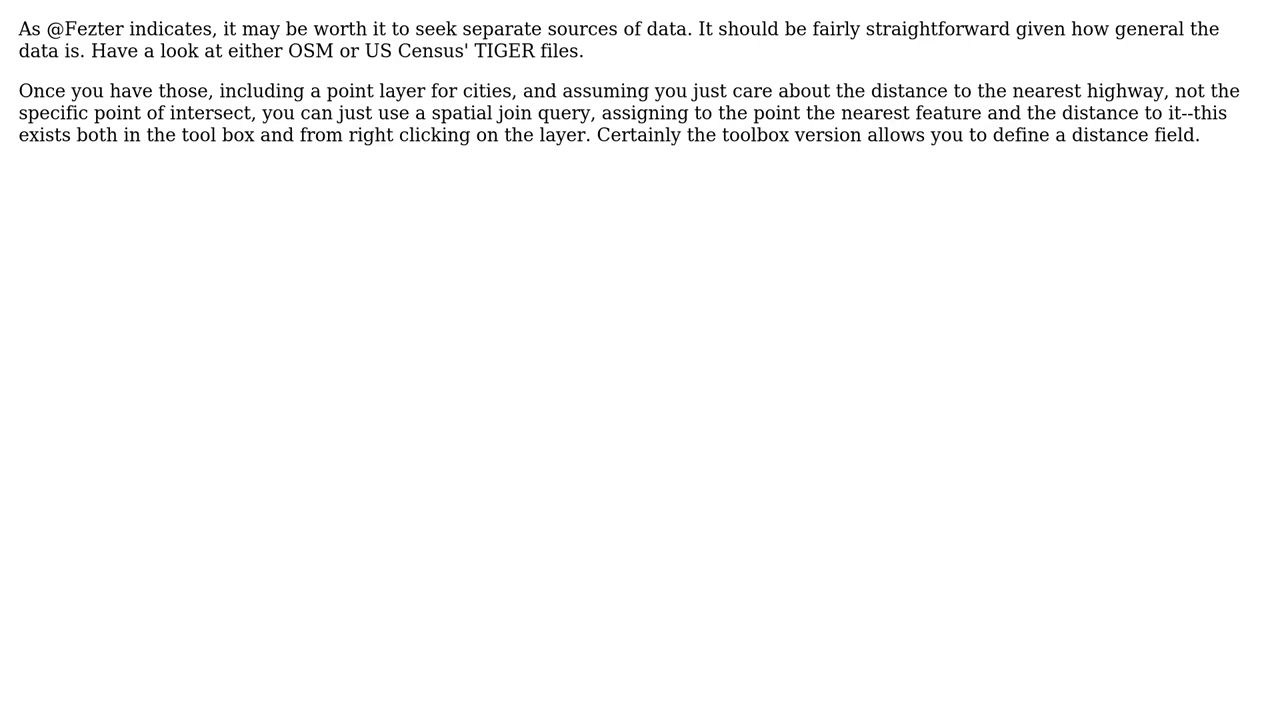 As @Fezter indicates, it may be worth it to seek separate sources of data. It should be fairly straightforward given how general the
data is. Have a look at either OSM or US Census' TIGER files.
Once you have those, including a point layer for cities, and assuming you just care about the distance to the nearest highway, not the
specific point of intersect, you can just use a spatial join query, assigning to the point the nearest feature and the distance to it--this
exists both in the tool box and from right clicking on the layer. Certainly the toolbox version allows you to define a distance field.